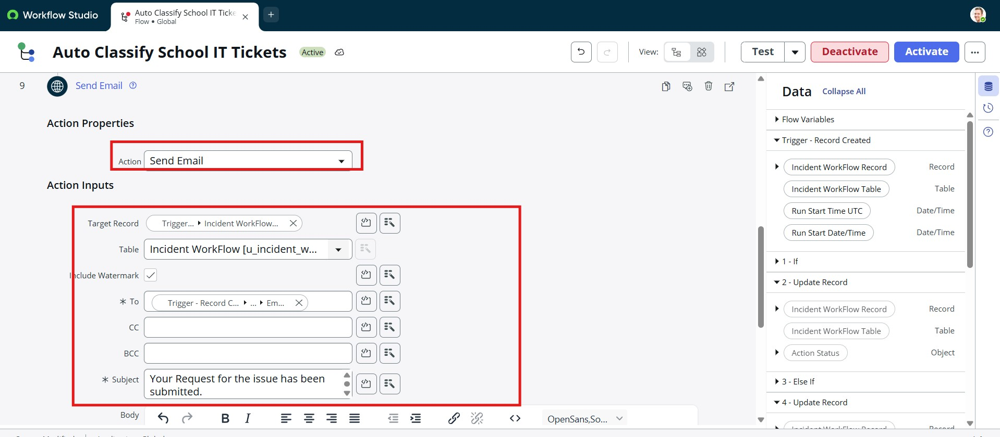 Workflow Studio
Auto Classify School IT Ticke
Flow • Global
Auto Classify School IT Tickets
Active
View:
Test
Deactivate
Activate
9
Send Email
Action Properties
Action
Send Email
Action Inputs
Target Record
Trigger... Incident WorkFlow...
Table
Incident WorkFlow [u_incident_w...
Include Watermark
* To
Trigger - Record C... ... Em...
CC
BCC
* Subject
Your Request for the issue has been
submitted.
Body
B I
OpenSans,So...
Data
Collapse All
Flow Variables
Trigger - Record Created
Incident WorkFlow Record
Record
Incident WorkFlow Table
Table
Run Start Time UTC
Date/Time
Run Start Date/Time
Date/Time
1 - If
2 - Update Record
Incident WorkFlow Record
Record
Incident WorkFlow Table
Table
Action Status
Object
3 - Else If
4 - Update Record
Incident WorkFlow Record
Record